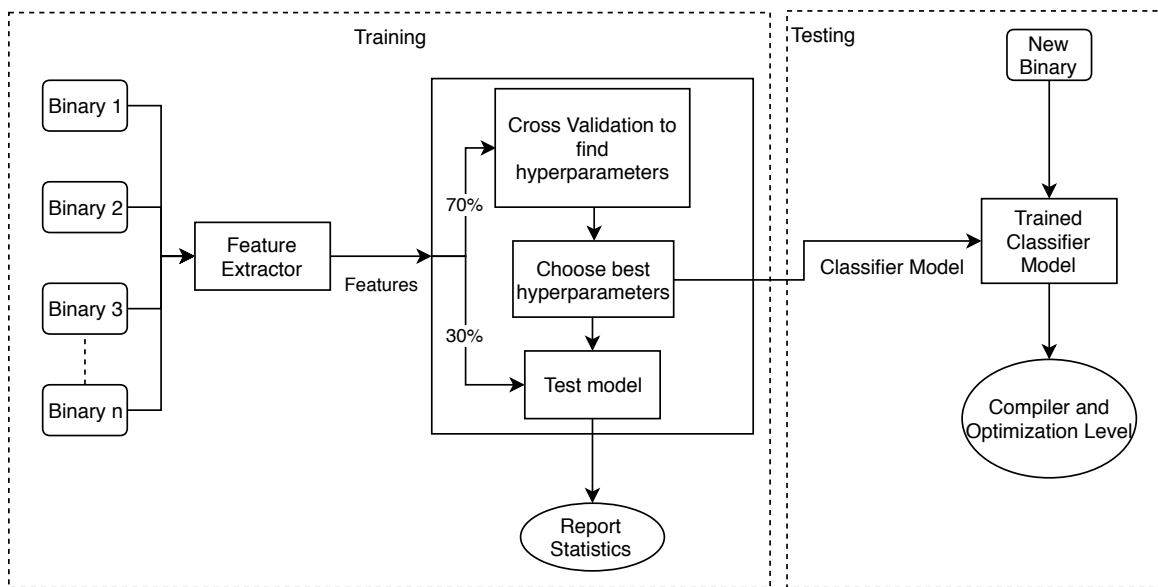 Training
Binary 1
Binary 2
Binary 3
Binary n
Feature
Extractor
Features
70%
30%
Cross Validation to
find
hyperparameters
Choose best
hyperparameters
Test model
Report
Statistics
Testing
New
Binary
Classifier Model
Trained
Classifier
Model
Compiler and
Optimization Level